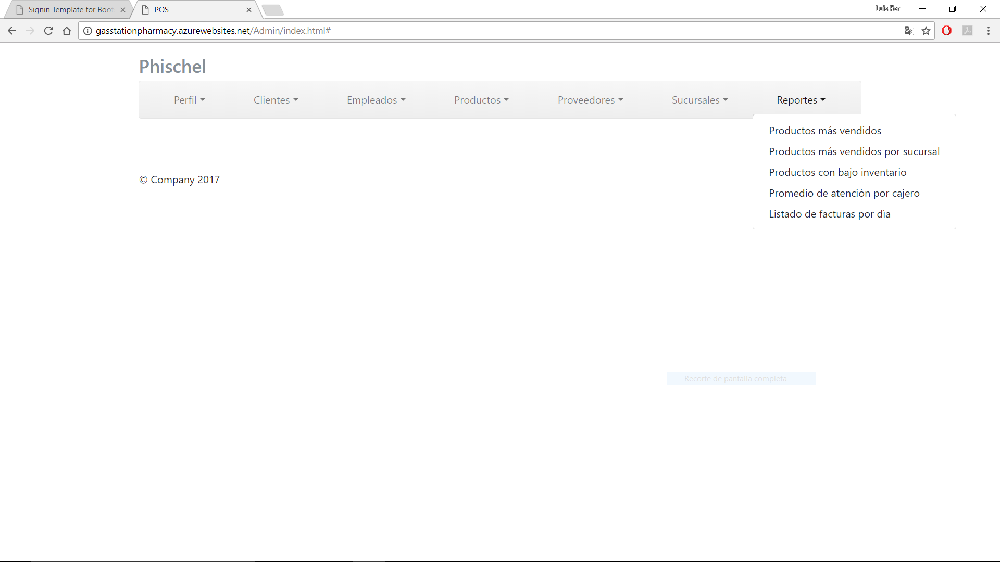 Signin Template for Boot
POS
Luis Fer
gasstationpharmacy.azurewebsites.net/Admin/index.html#
Phischel
Perfil
Clientes
Empleados
Productos
Proveedores
Sucursales
Reportes
Productos más vendidos
Productos más vendidos por sucursal
Productos con bajo inventario
Promedio de atenciòn por cajero
Listado de facturas por dìa
© Company 2017
Recorte de pantalla completa